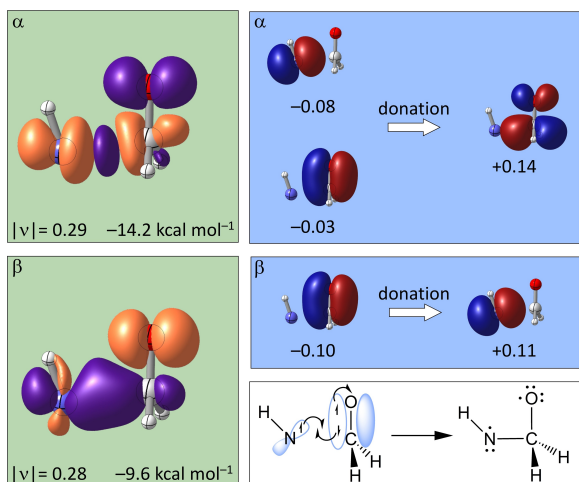 α
|ν| = 0.29 –14.2 kcal mol⁻¹
α
–0.08
donation
+0.14
–0.03
β
|ν| = 0.28 –9.6 kcal mol⁻¹
β
donation
–0.10
+0.11
H
N
O
C
H
H
H
N
O
C
H
H